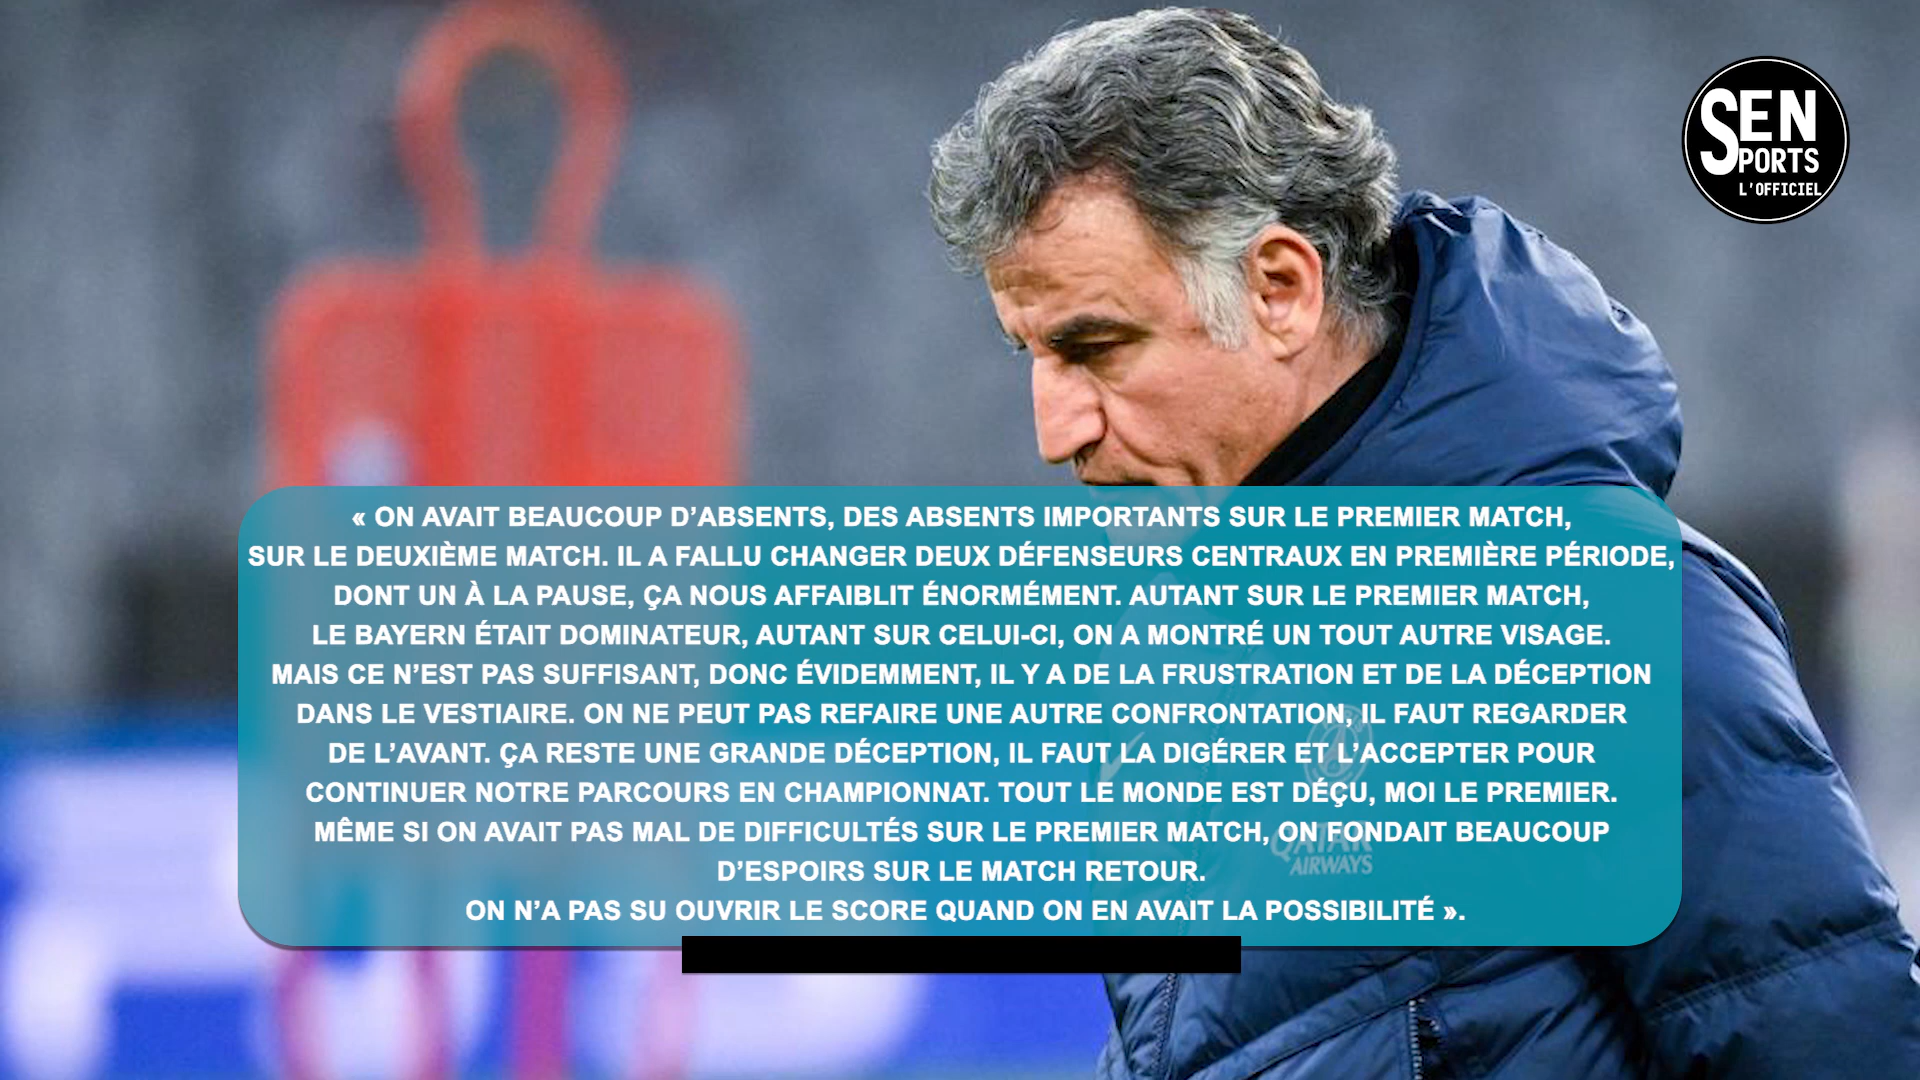 SEN
PORTS
L'OFFICIEL
« ON AVAIT BEAUCOUP D’ABSENTS, DES ABSENTS IMPORTANTS SUR LE PREMIER MATCH,
SUR LE DEUXIÈME MATCH. IL A FALLU CHANGER DEUX DÉFENSEURS CENTRAUX EN PREMIÈRE PÉRIODE,
DONT UN À LA PAUSE, ÇA NOUS AFFAIBLIT ÉNORMÉMENT. AUTANT SUR LE PREMIER MATCH,
LE BAYERN ÉTAIT DOMINATEUR, AUTANT SUR CELUI-CI, ON A MONTRÉ UN TOUT AUTRE VISAGE.
MAIS CE N’EST PAS SUFFISANT, DONC ÉVIDEMMENT, IL Y A DE LA FRUSTRATION ET DE LA DÉCEPTION
DANS LE VESTIAIRE. ON NE PEUT PAS REFAIRE UNE AUTRE CONFRONTATION, IL FAUT REGARDER
DE L’AVANT. ÇA RESTE UNE GRANDE DÉCEPTION, IL FAUT LA DIGÉRER ET L’ACCEPTER POUR
CONTINUER NOTRE PARCOURS EN CHAMPIONNAT. TOUT LE MONDE EST DÉÇU, MOI LE PREMIER.
MÊME SI ON AVAIT PAS MAL DE DIFFICULTÉS SUR LE PREMIER MATCH, ON FONDAIT BEAUCOUP
D’ESPOIRS SUR LE MATCH RETOUR.
ON N’A PAS SU OUVRIR LE SCORE QUAND ON EN AVAIT LA POSSIBILITÉ ».
QATAR
AIRWAYS